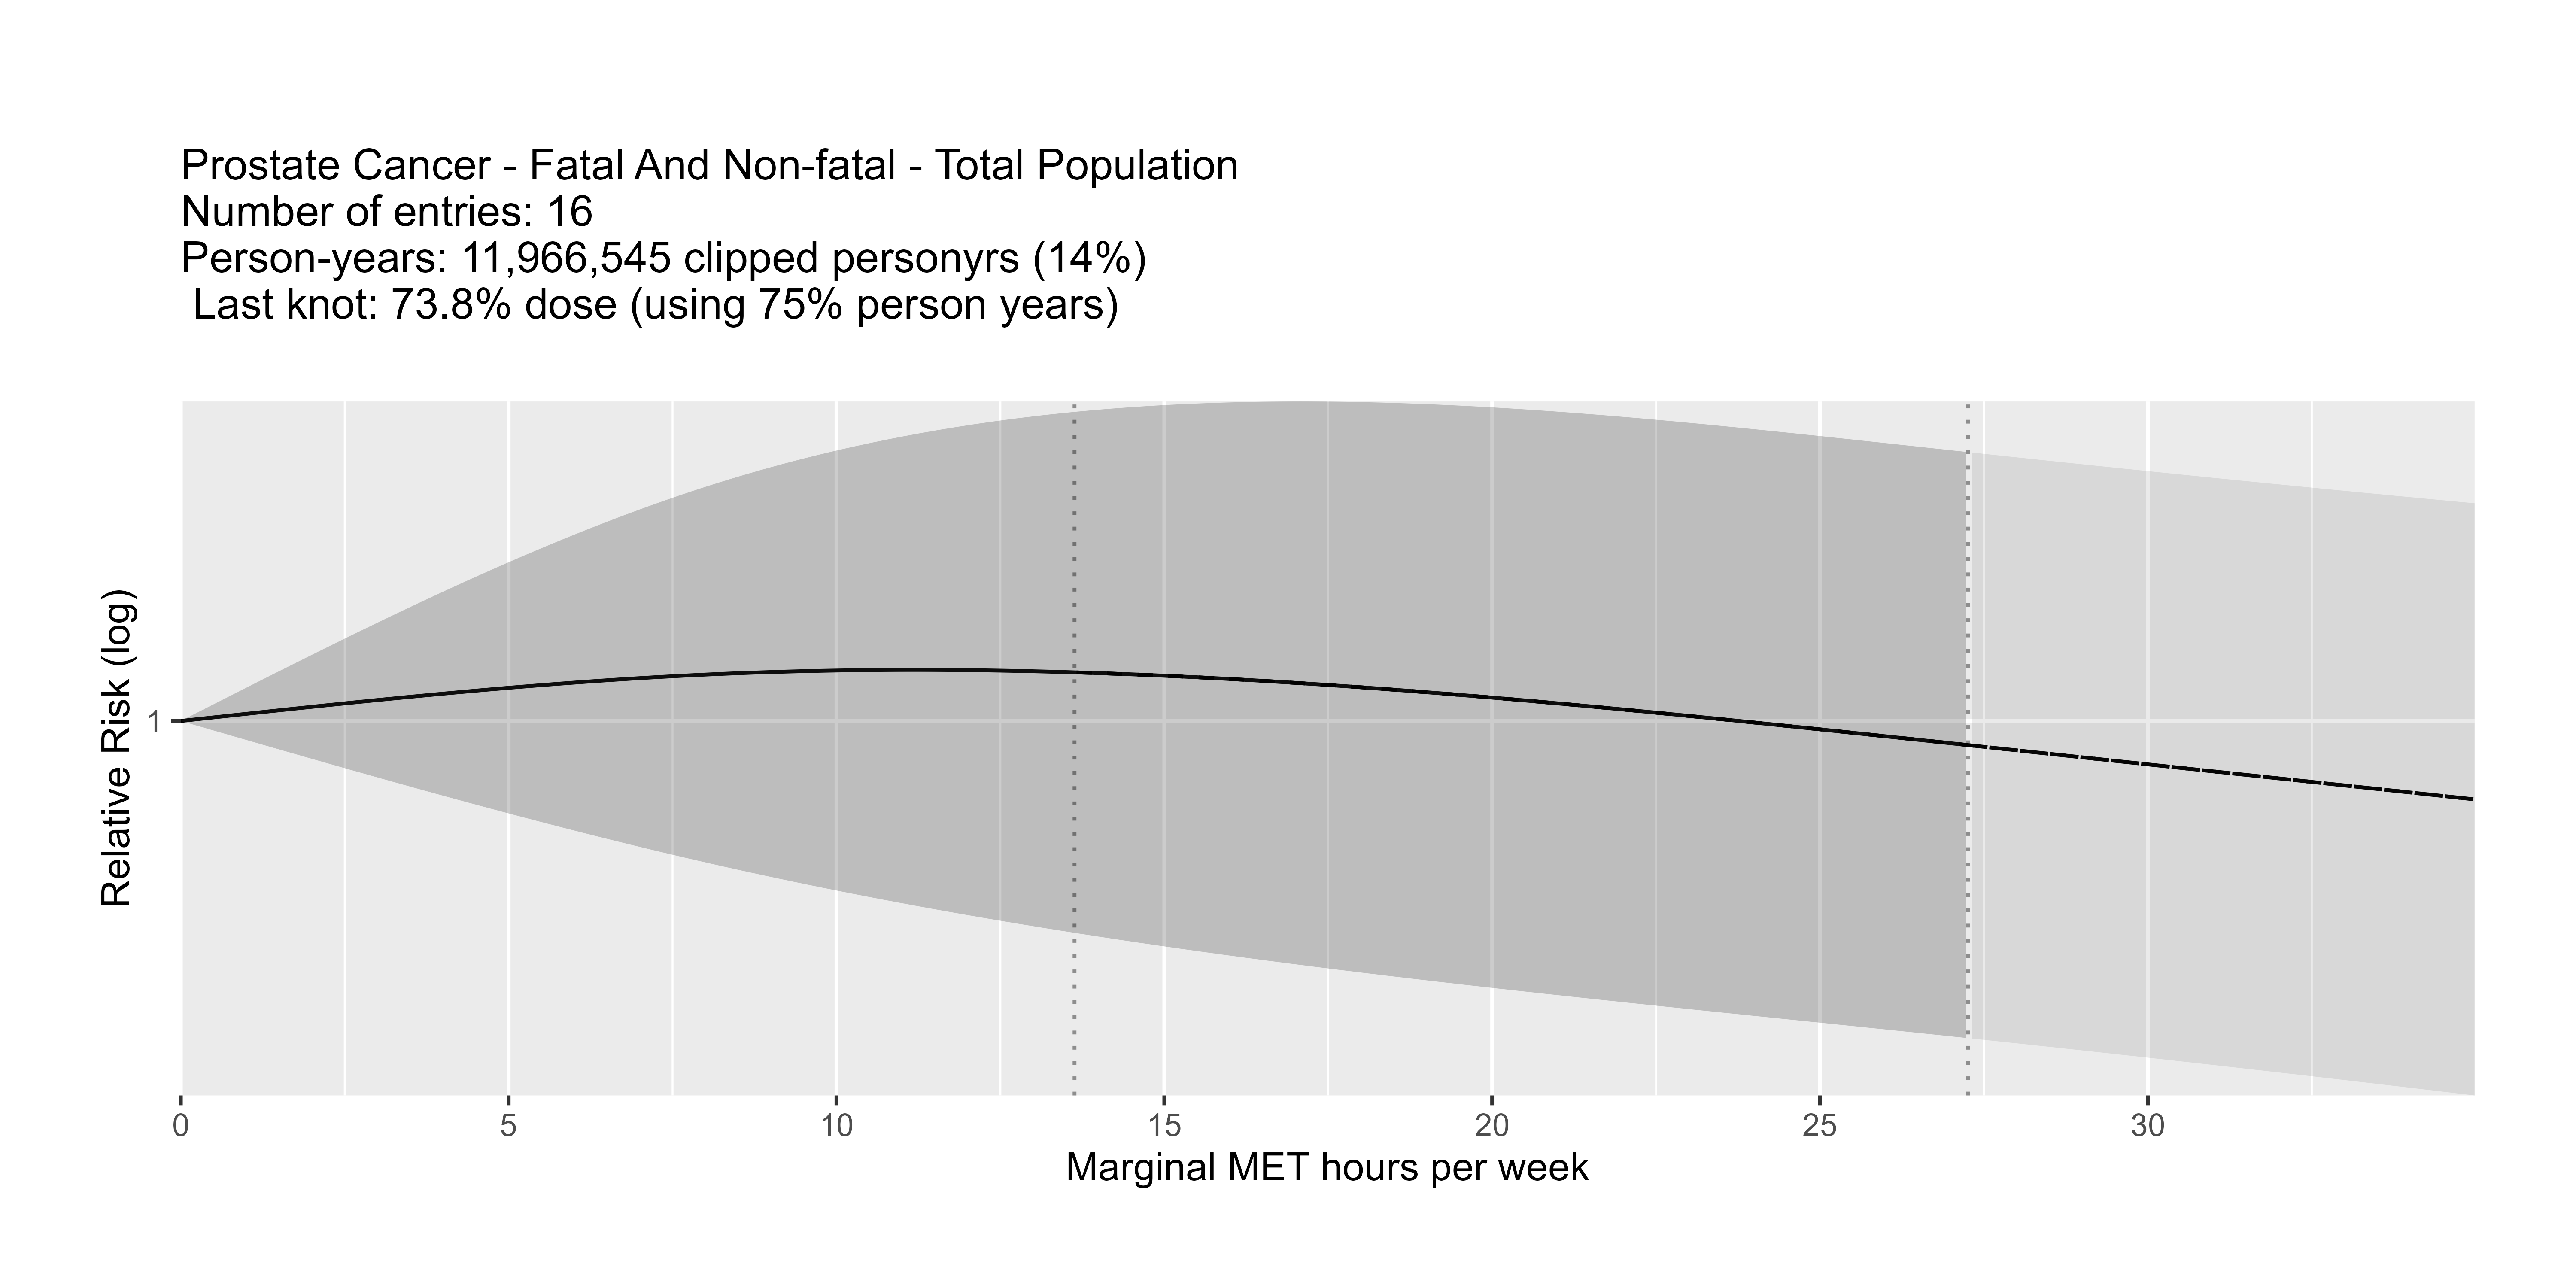 Prostate Cancer - Fatal And Non-fatal - Total Population
Number of entries: 16
Person-years: 11,966,545 clipped personyrs (14%)
Last knot: 73.8% dose (using 75% person years)
Relative Risk (log)
1
0 5 10 15 20 25 30
Marginal MET hours per week